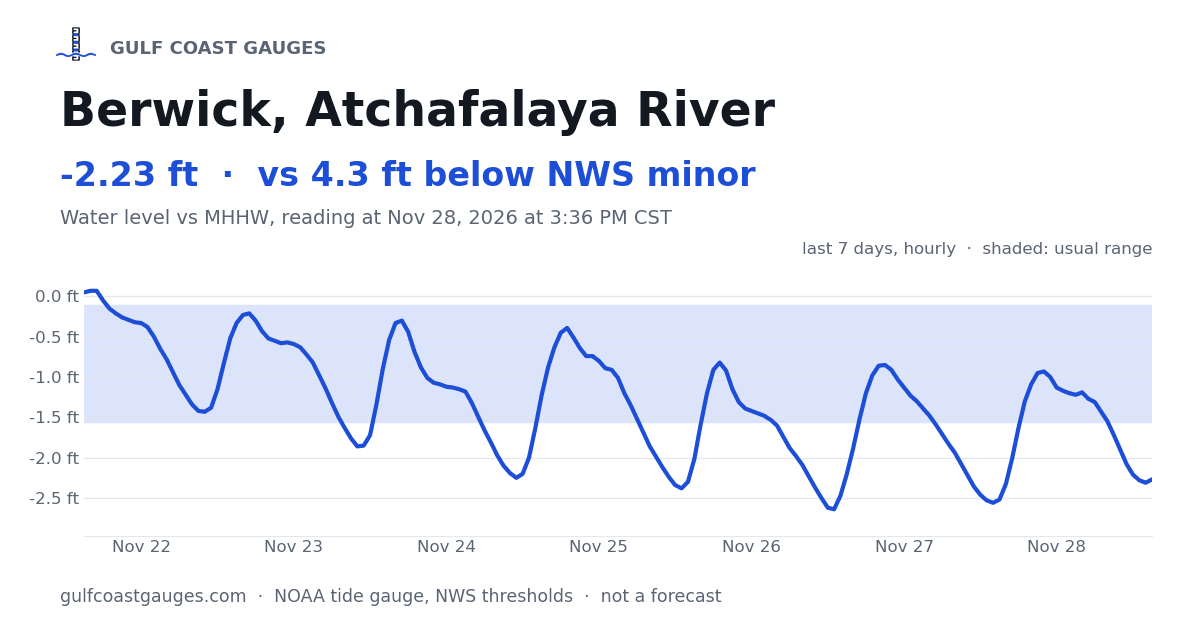 GULF COAST GAUGES
Berwick, Atchafalaya River
-2.23 ft · vs 4.3 ft below NWS minor
Water level vs MHHW, reading at Nov 28, 2026 at 3:36 PM CST
last 7 days, hourly · shaded: usual range
0.0 ft
-0.5 ft
-1.0 ft
-1.5 ft
-2.0 ft
-2.5 ft
Nov 22 Nov 23 Nov 24 Nov 25 Nov 26 Nov 27 Nov 28
gulfcoastgauges.com · NOAA tide gauge, NWS thresholds · not a forecast